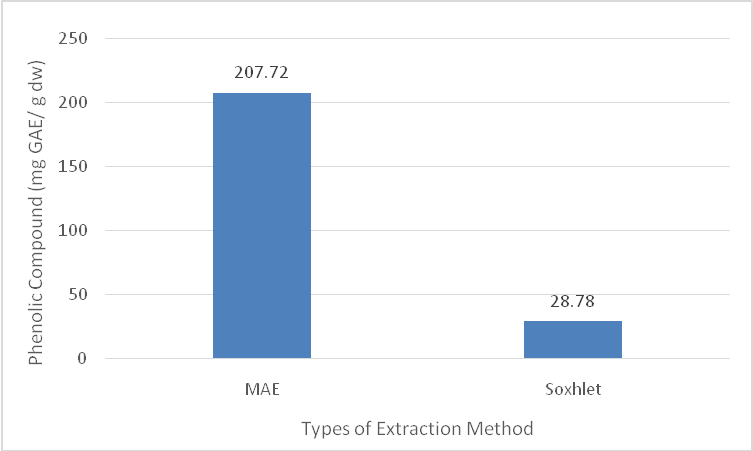 Phenolic Compound (mg GAE/ g dw)
250
200
150
100
50
0
207.72
28.78
MAE
Soxhlet
Types of Extraction Method